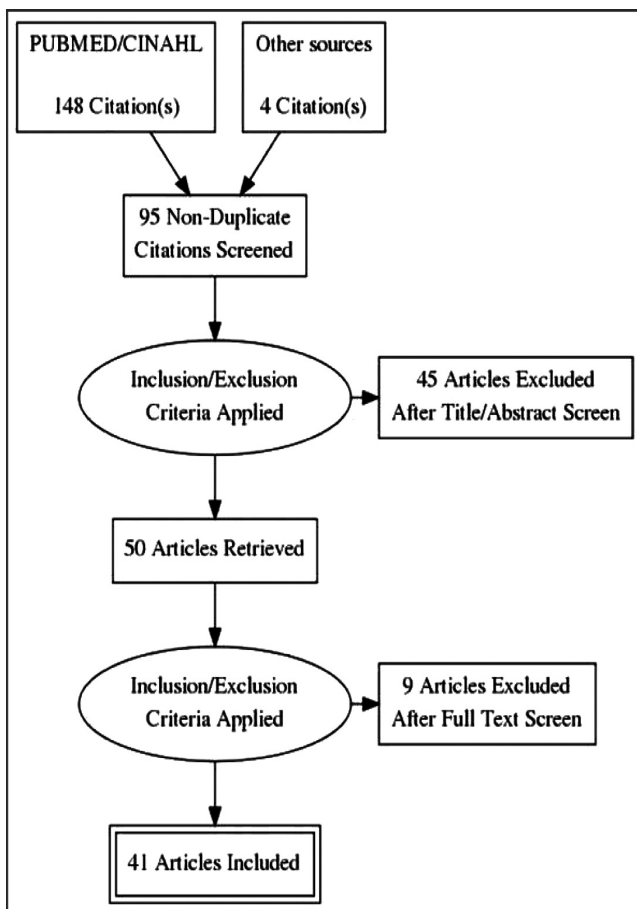 PUBMED/CINAHL
148 Citation(s)
Other sources
4 Citation(s)
95 Non-Duplicate
Citations Screened
Inclusion/Exclusion
Criteria Applied
45 Articles Excluded
After Title/Abstract Screen
50 Articles Retrieved
Inclusion/Exclusion
Criteria Applied
9 Articles Excluded
After Full Text Screen
41 Articles Included